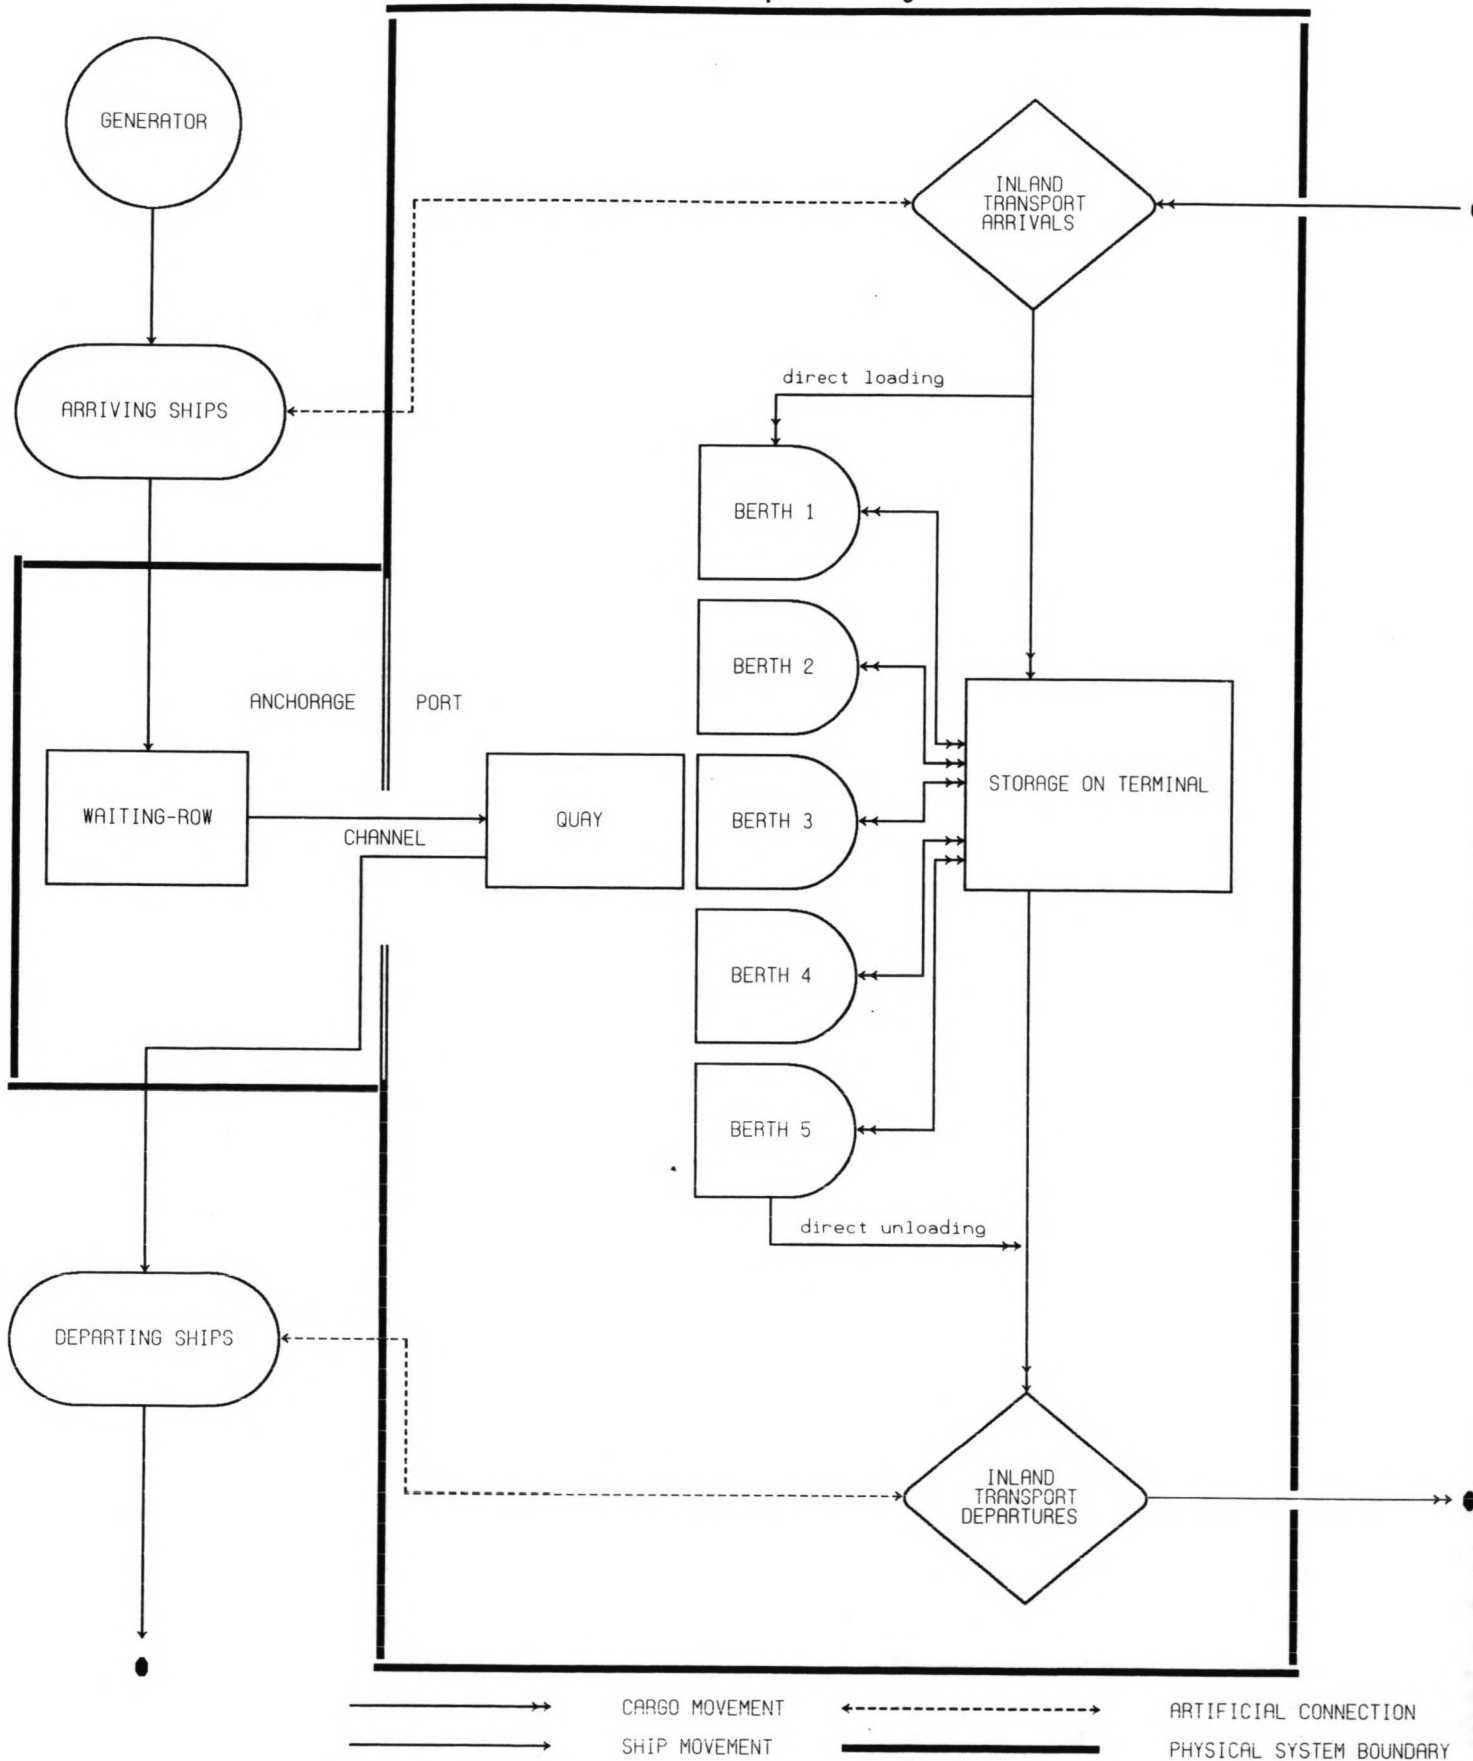 GENERATOR
INLAND
TRANSPORT
ARRIVALS
direct loading
ARRIVING SHIPS
BERTH 1
BERTH 2
ANCHORAGE
PORT
STORAGE ON TERMINAL
WAITING-ROW
QUAY
BERTH 3
CHANNEL
BERTH 4
BERTH 5
direct unloading
DEPARTING SHIPS
INLAND
TRANSPORT
DEPARTURES
CARGO MOVEMENT
ARTIFICIAL CONNECTION
SHIP MOVEMENT
PHYSICAL SYSTEM BOUNDARY